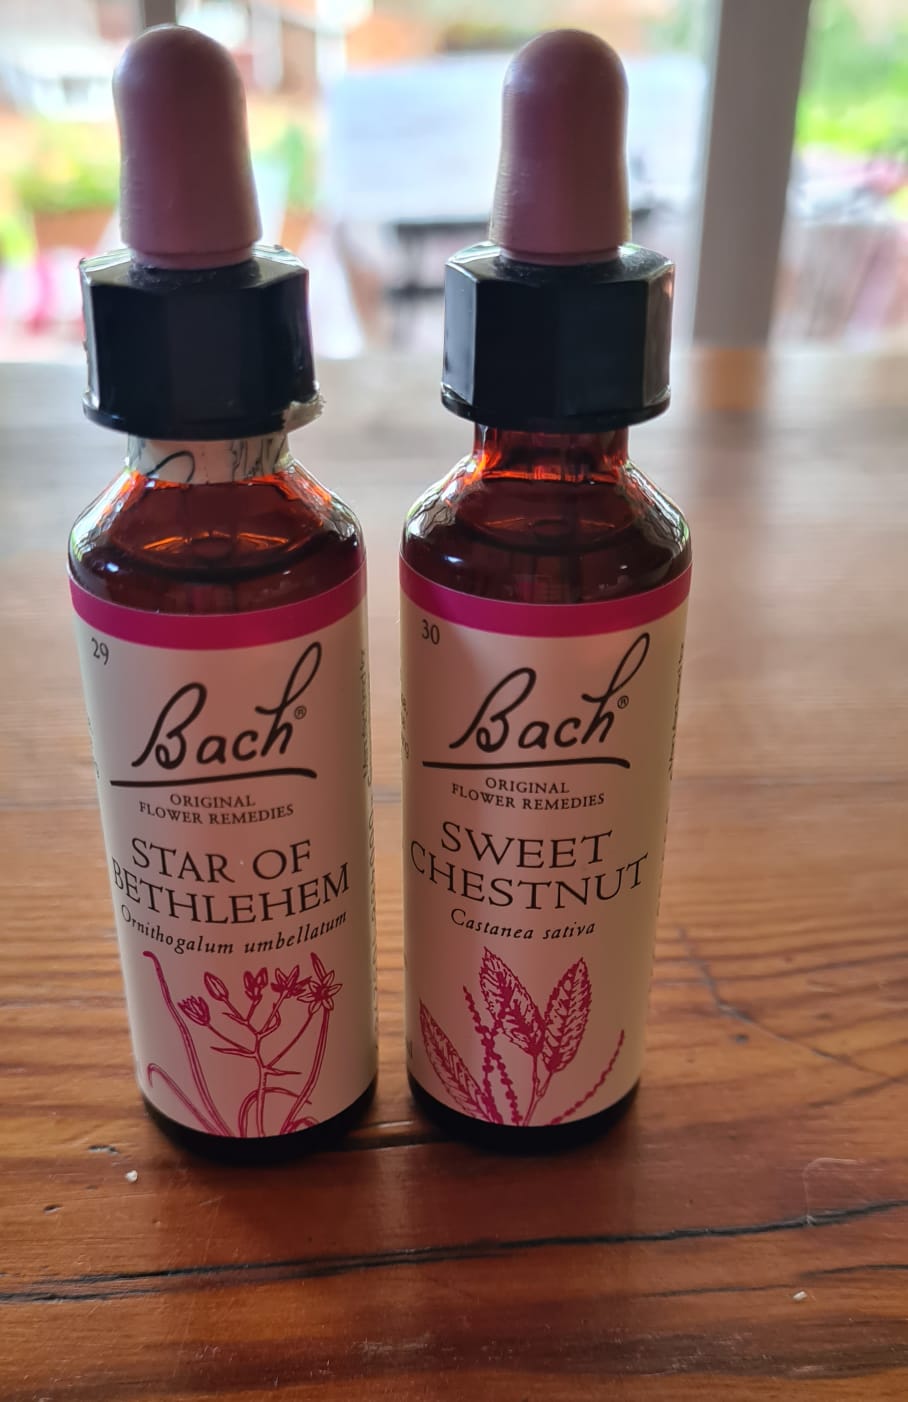 29
Bach®
ORIGINAL
FLOWER REMEDIES
STAR OF
BETHLEHEM
Ornithogalum umbellatum
30
Bach®
ORIGINAL
FLOWER REMEDIES
SWEET
CHESTNUT
Castanea sativa